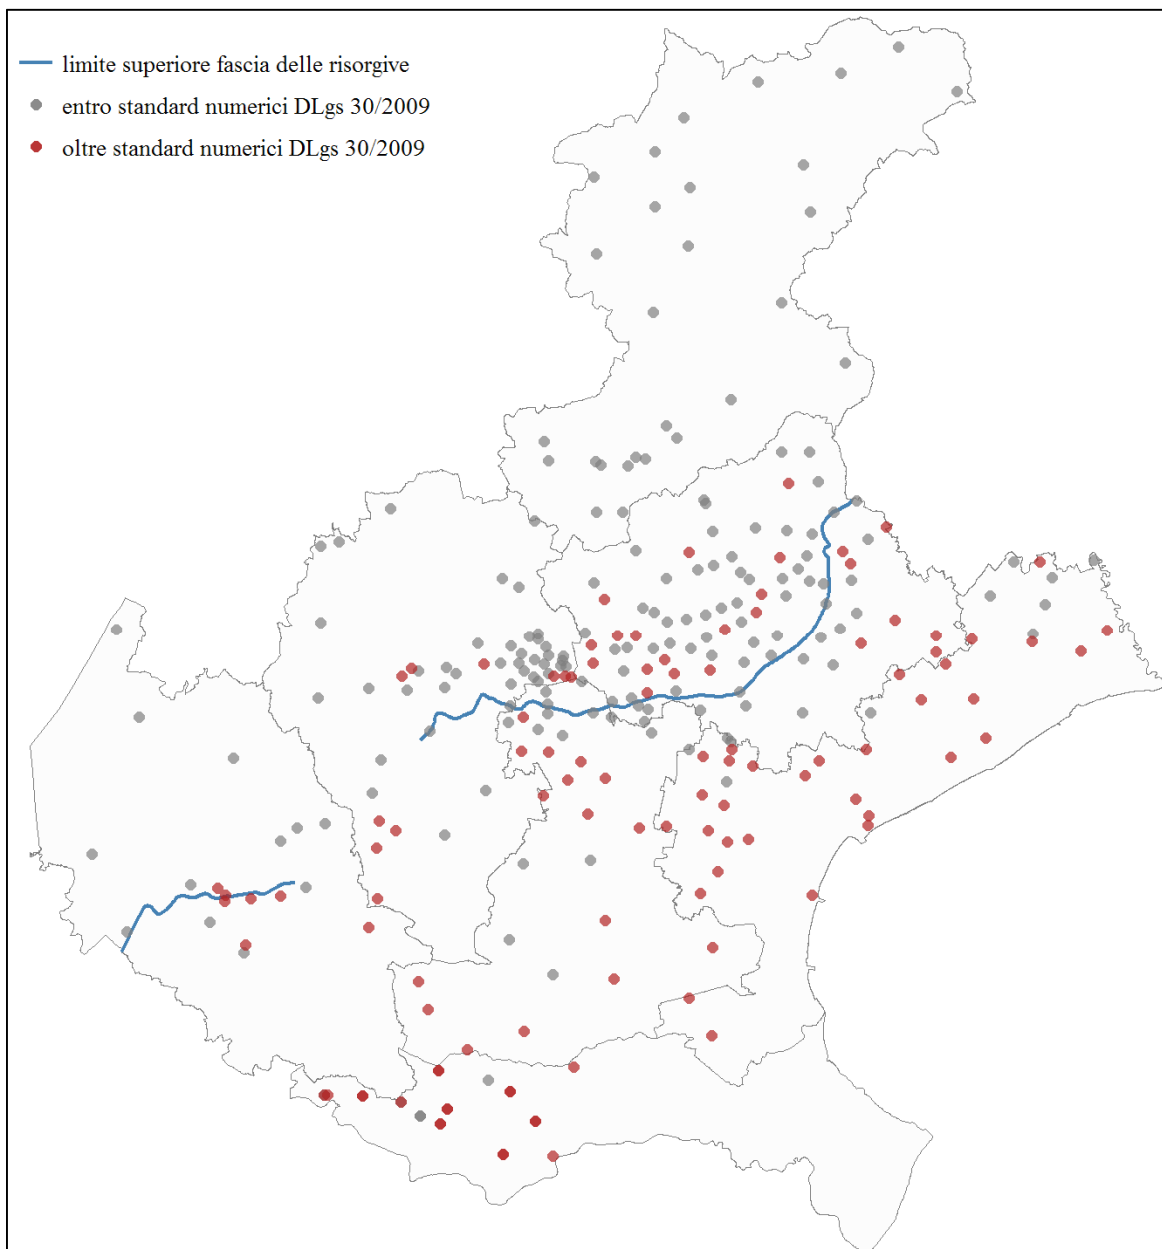 limite superiore fascia delle risorgive
entro standard numerici DLgs 30/2009
oltre standard numerici DLgs 30/2009